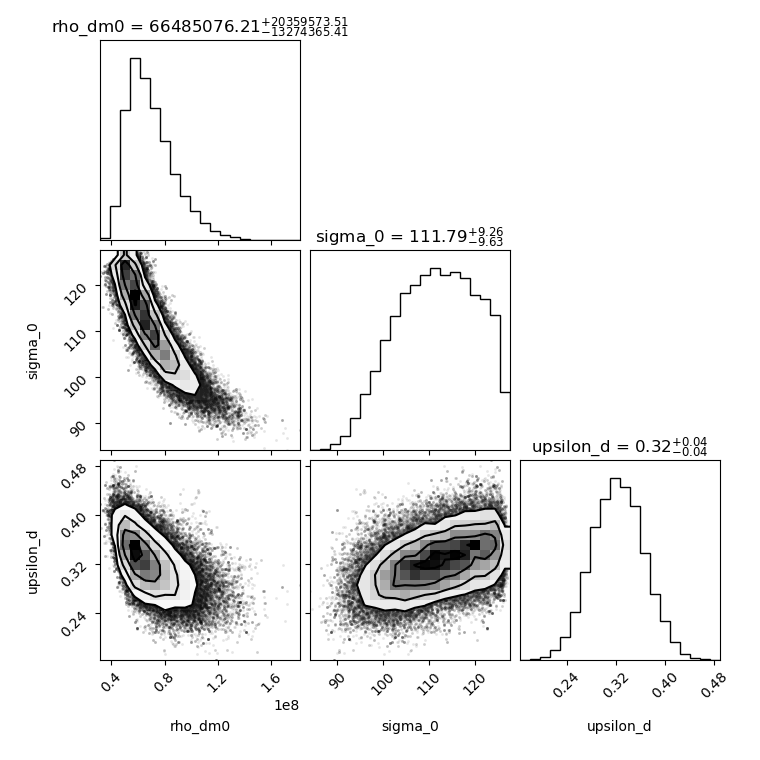 rho_dm0 = 66485076.21+20359573.51−13274365.41
sigma_0 = 111.79+9.26−9.63
120
110
100
90
sigma_0
upsilon_d = 0.32+0.04−0.04
0.48
0.40
0.32
0.24
upsilon_d
0.4 0.8 1.2 1.6
1e8
rho_dm0
90 100 110 120
sigma_0
0.24 0.32 0.40 0.48
upsilon_d